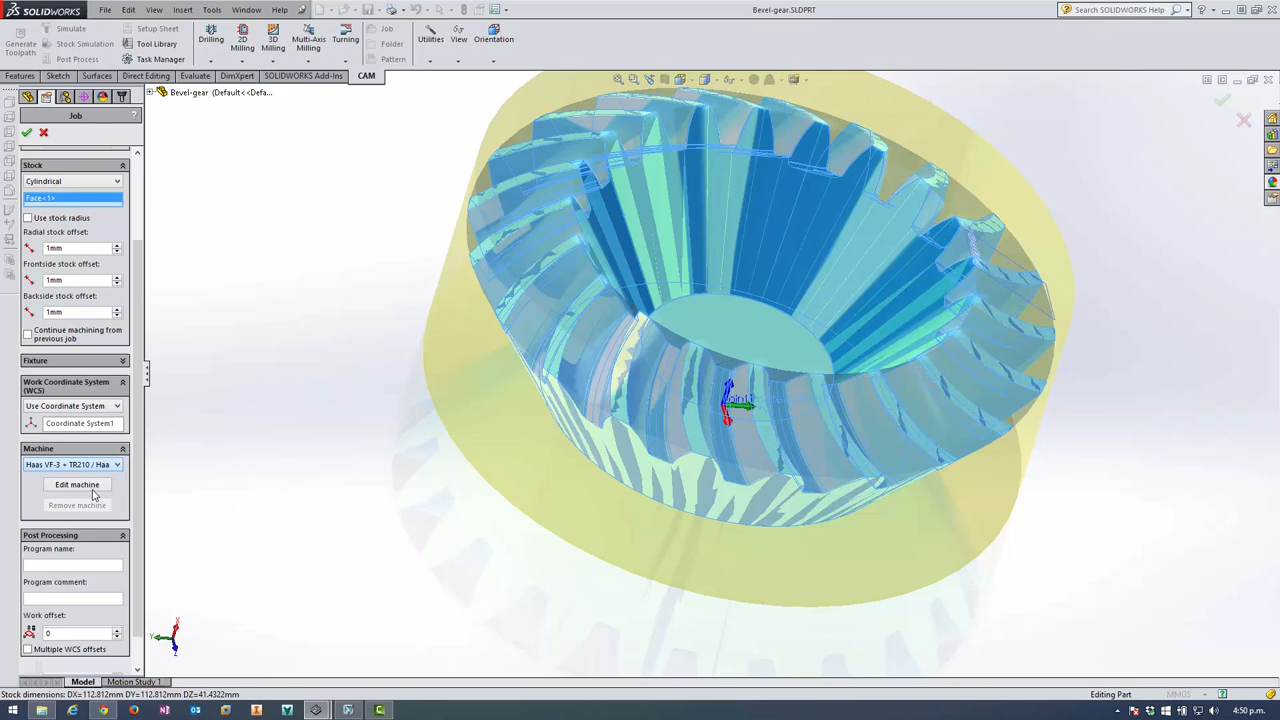 SOLIDWORKS
File Edit View Insert Tools Window Help
Bevel-gear.SLDPRT
Search SOLIDWORKS Help
Generate Toolpath
Simulate
Stock Simulation
Post Process
Setup Sheet
Tool Library
Task Manager
Drilling
2D Milling
3D Milling
Multi-Axis Milling
Turning
Job
Folder
Pattern
Utilities
View
Orientation
Features Sketch Surfaces Direct Editing Evaluate DimXpert SOLIDWORKS Add-Ins CAM
Bevel-gear (Default<<Defa...
Job ?
Stock
Cylindrical
Face<1>
Use stock radius
Radial stock offset:
1mm
Frontside stock offset:
1mm
Backside stock offset:
1mm
Continue machining from
previous job
Fixture
Work Coordinate System
(WCS)
Use Coordinate System
Coordinate System1
Machine
Haas VF-3 + TR210 / Haa
Edit machine
Remove machine
Post Processing
Program name:
Program comment:
Work offset:
0
Multiple WCS offsets
X
Y
Z
Model Motion Study 1
Stock dimensions: DX=112.812mm DY=112.812mm DZ=41.4322mm
Editing Part
MMGS
4:50 p.m.